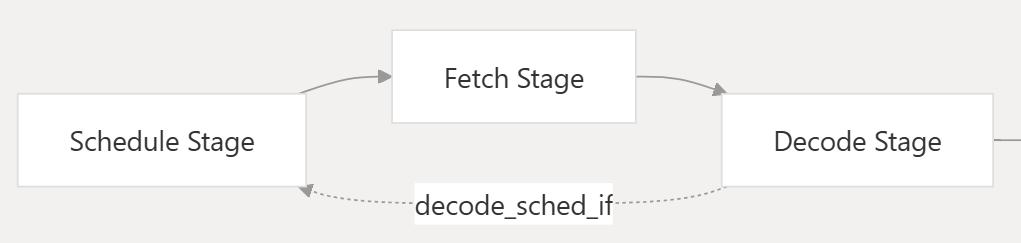 Fetch Stage
Schedule Stage
Decode Stage
decode_sched_if